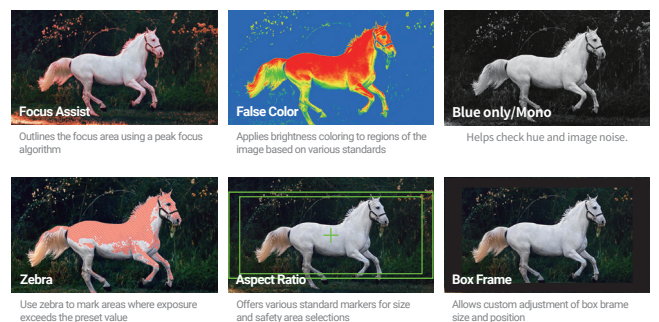 Focus Assist
Outlines the focus area using a peak focus
algorithm
False Color
Applies brightness coloring to regions of the
image based on various standards
Blue only/Mono
Helps check hue and image noise.
Zebra
Use zebra to mark areas where exposure
exceeds the preset value
Aspect Ratio
Offers various standard markers for size
and safety area selections
Box Frame
Allows custom adjustment of box brame
size and position